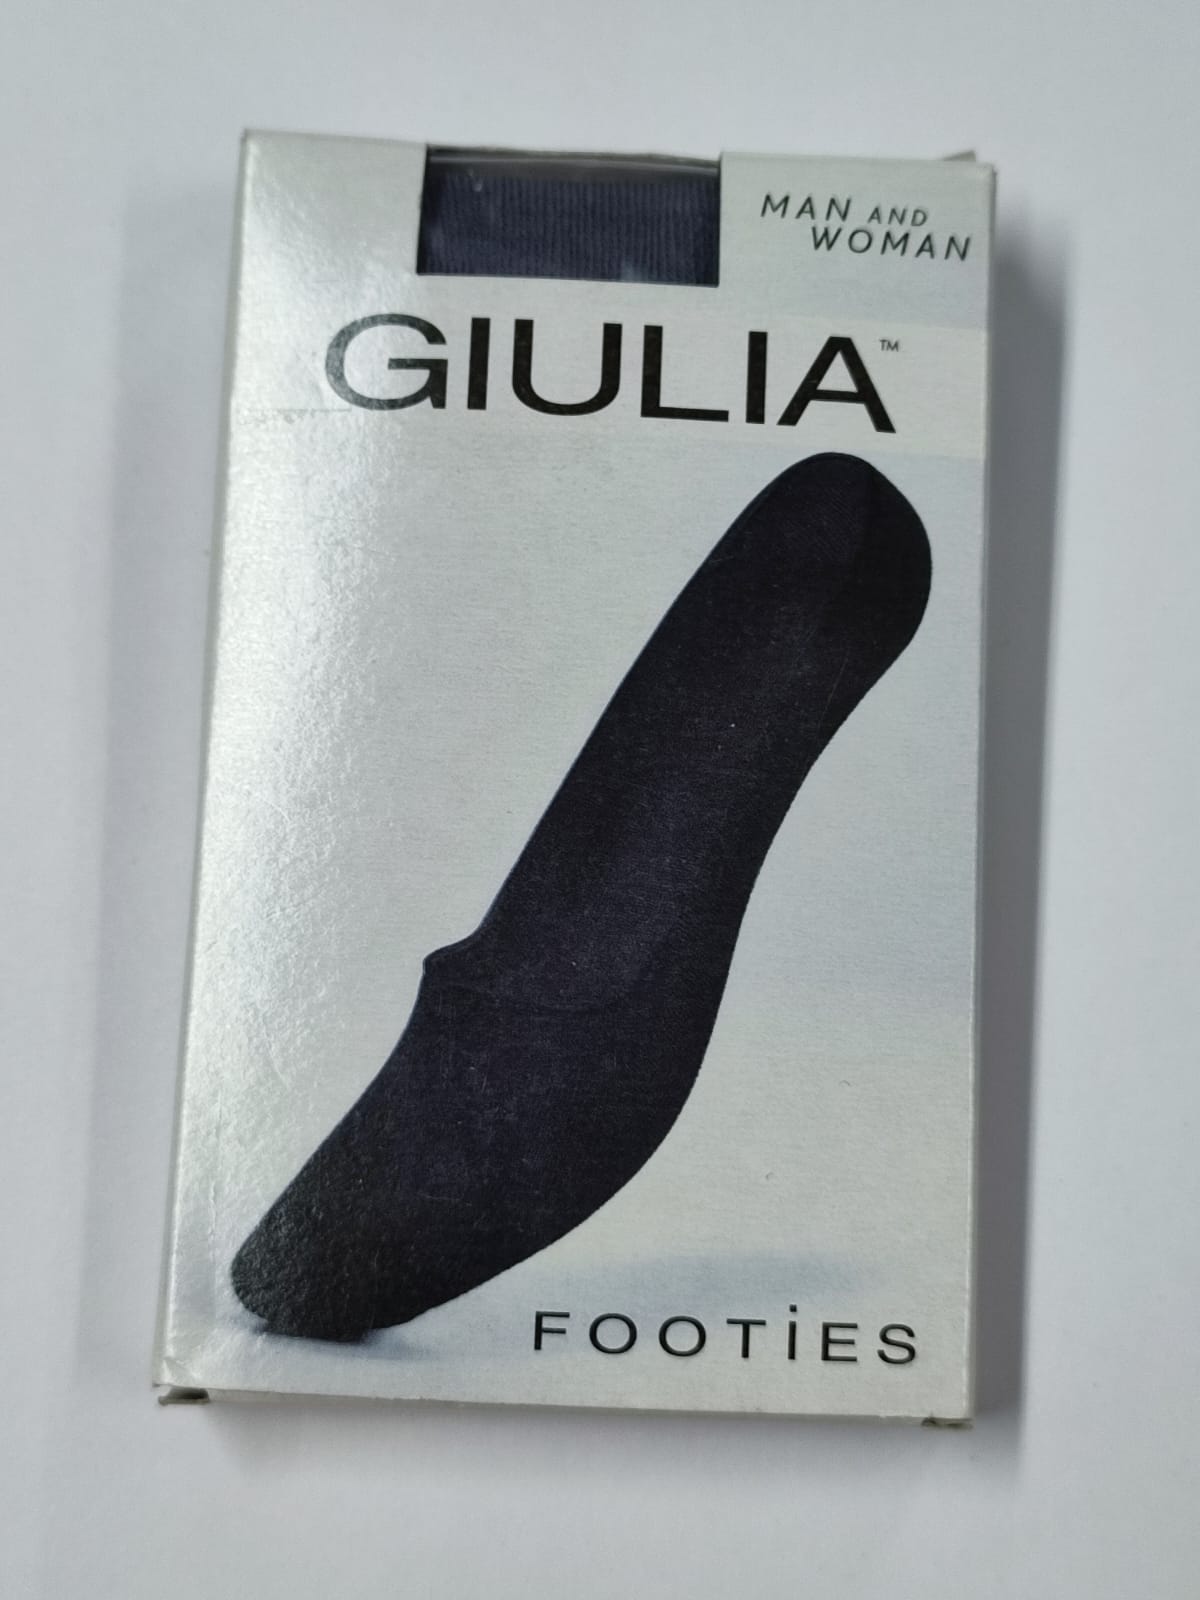 MAN AND
WOMAN
GIULIA™
FOOTiES